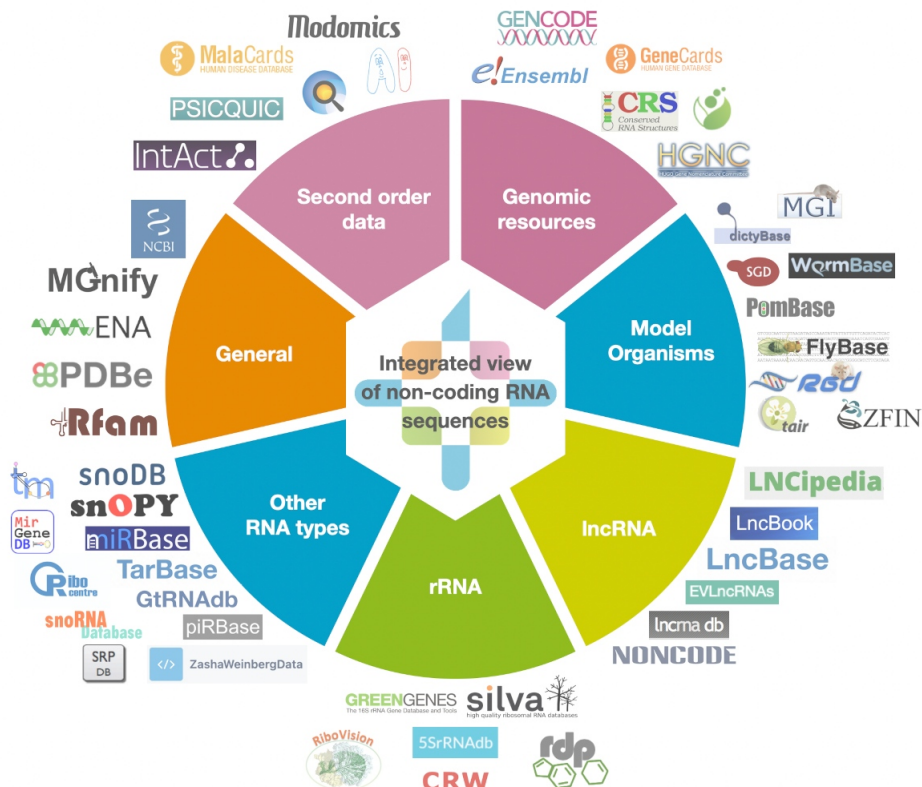 Modomics
MalaCards
HUMAN DISEASE DATABASE
PSICQUIC
IntAct
GENCODE
e!Ensembl
GeneCards
HUMAN GENE DATABASE
CRS
Conserved
RNA Structures
HGNC
Second order
data
Genomic
resources
NCBI
MGnify
ENA
PDBe
Rfam
General
MGI
dictyBase
SGD
WormBase
PomBase
FlyBase
RGD
tair
ZFIN
Model
Organisms
Integrated view
of non-coding RNA
sequences
tm
snoDB
snOPY
Mir
Gene
DB
miRBase
Ribo
centre
TarBase
GtRNAdb
snoRNA
Database
piRBase
SRP
DB
</> ZashaWeinbergData
Other
RNA types
rRNA
lncRNA
LNCipedia
LncBook
LncBase
EVLncRNAs
lncrna db
NONCODE
GREENGENES
The 16S rRNA Gene Database and Tools
silva
high quality ribosomal RNA databases
RiboVision
5SrRNAdb
rdp
CRW